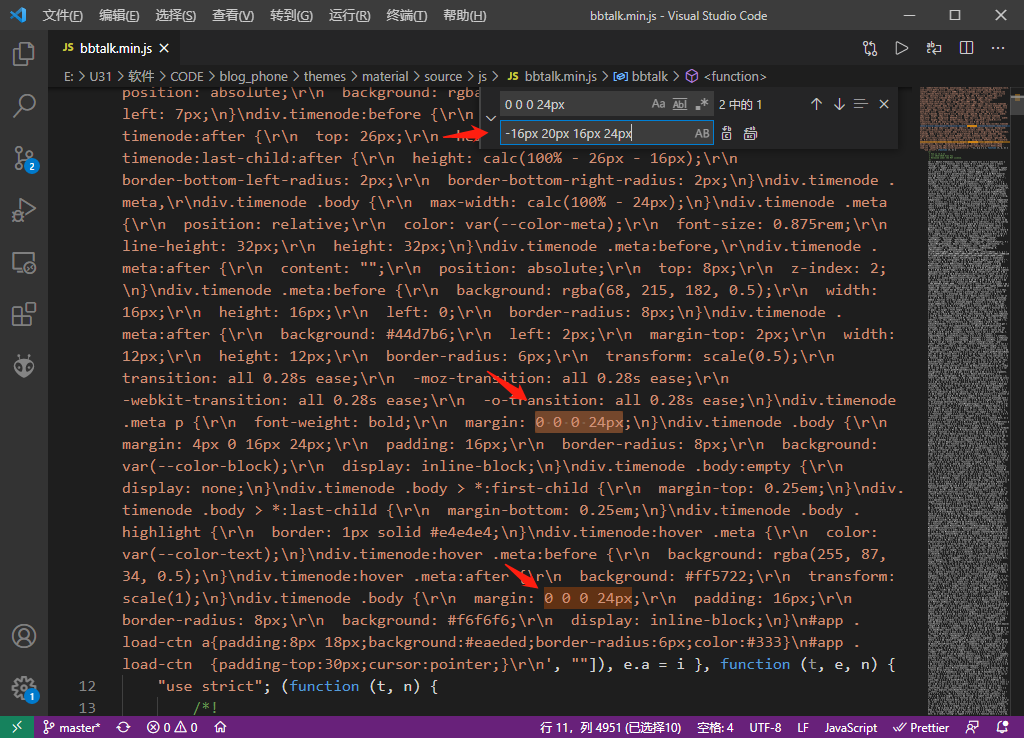 文件(F) 编辑(E) 选择(S) 查看(V) 转到(G) 运行(R) 终端(T) 帮助(H) bbtalk.min.js - Visual Studio Code
JS bbtalk.min.js
E: > U31 > 软件 > CODE > blog_phone > themes > material > source > js > JS bbtalk.min.js > bbtalk > <function>
0 0 0 24px Aa Abl .* 2 中的 1
-16px 20px 16px 24px AB
position: absolute;\r\n  background: rgba
left: 7px;\n}\ndiv.timenode:before {\r\n
timenode:after {\r\n  top: 26px;\r\n
timenode:last-child:after {\r\n  height: calc(100% - 26px - 16px);\r\n
border-bottom-left-radius: 2px;\r\n  border-bottom-right-radius: 2px;\n}\ndiv.timenode .
meta,\r\ndiv.timenode .body {\r\n  max-width: calc(100% - 24px);\n}\ndiv.timenode .meta
{\r\n  position: relative;\r\n  color: var(--color-meta);\r\n  font-size: 0.875rem;\r\n
line-height: 32px;\r\n  height: 32px;\n}\ndiv.timenode .meta:before,\r\ndiv.timenode .
meta:after {\r\n  content: "";\r\n  position: absolute;\r\n  top: 8px;\r\n  z-index: 2;
\n}\ndiv.timenode .meta:before {\r\n  background: rgba(68, 215, 182, 0.5);\r\n  width:
16px;\r\n  height: 16px;\r\n  left: 0;\r\n  border-radius: 8px;\n}\ndiv.timenode .
meta:after {\r\n  background: #44d7b6;\r\n  left: 2px;\r\n  margin-top: 2px;\r\n  width:
12px;\r\n  height: 12px;\r\n  border-radius: 6px;\r\n  transform: scale(0.5);\r\n
transition: all 0.28s ease;\r\n  -moz-transition: all 0.28s ease;\r\n
-webkit-transition: all 0.28s ease;\r\n  -o-transition: all 0.28s ease;\n}\ndiv.timenode
.meta p {\r\n  font-weight: bold;\r\n  margin: 0 0 0 24px;\n}\ndiv.timenode .body {\r\n
margin: 4px 0 16px 24px;\r\n  padding: 16px;\r\n  border-radius: 8px;\r\n  background:
var(--color-block);\r\n  display: inline-block;\n}\ndiv.timenode .body:empty {\r\n
display: none;\n}\ndiv.timenode .body > *:first-child {\r\n  margin-top: 0.25em;\n}\ndiv.
timenode .body > *:last-child {\r\n  margin-bottom: 0.25em;\n}\ndiv.timenode .body .
highlight {\r\n  border: 1px solid #e4e4e4;\n}\ndiv.timenode:hover .meta {\r\n  color:
var(--color-text);\n}\ndiv.timenode:hover .meta:before {\r\n  background: rgba(255, 87,
34, 0.5);\n}\ndiv.timenode:hover .meta:after {\r\n  background: #ff5722;\r\n  transform:
scale(1);\n}\ndiv.timenode .body {\r\n  margin: 0 0 0 24px;\r\n  padding: 16px;\r\n
border-radius: 8px;\r\n  background: #f6f6f6;\r\n  display: inline-block;\n}\n#app .
load-ctn a{padding:8px 18px;background:#eaeded;border-radius:6px;color:#333}\n#app .
load-ctn  {padding-top:30px;cursor:pointer;}\r\n', ""]), e.a = i }, function (t, e, n) {
12 "use strict"; (function (t, n) {
13 /*!
2
1
master* 0 0 行 11，列 4951 (已选择10) 空格: 4 UTF-8 LF JavaScript Prettier